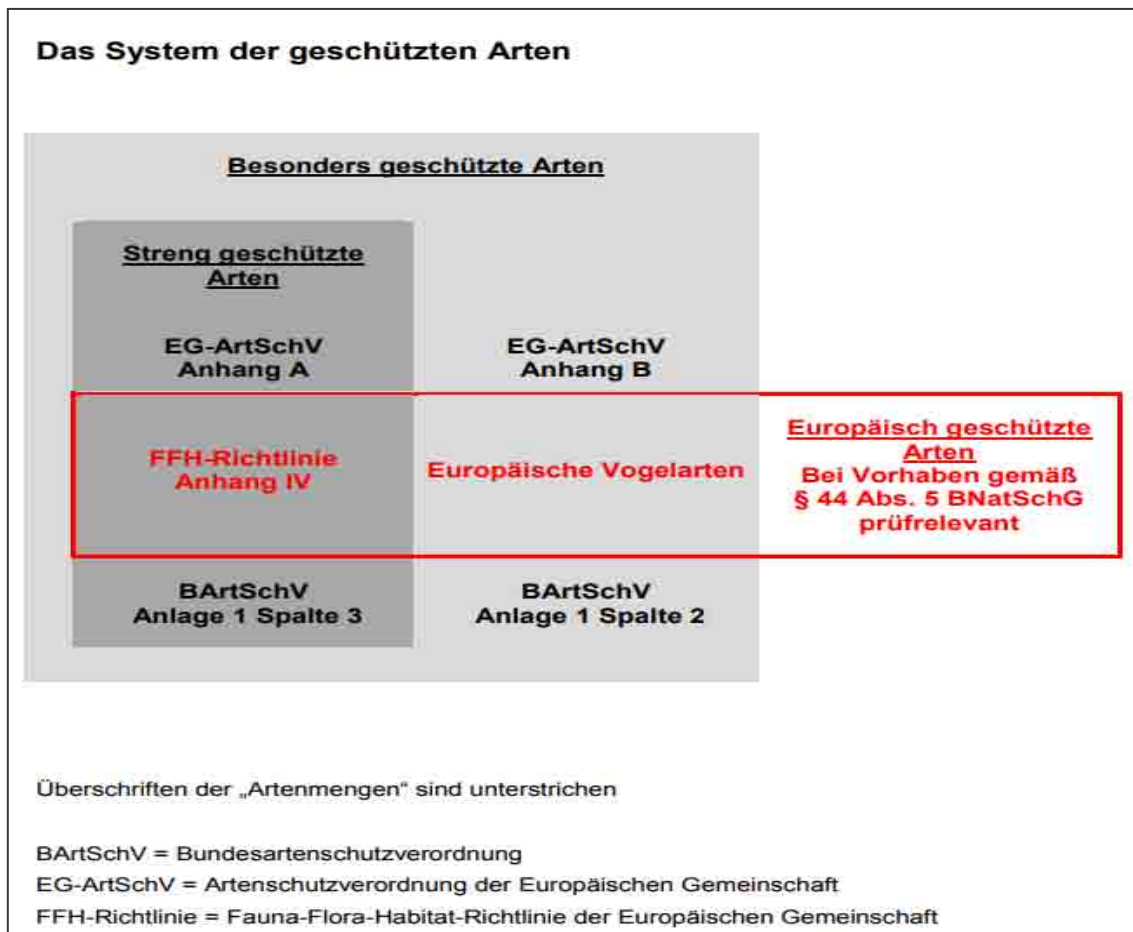 Das System der geschützten Arten
Besonders geschützte Arten
Streng geschützte
Arten
EG-ArtSchV
Anhang A
EG-ArtSchV
Anhang B
FFH-Richtlinie
Anhang IV
Europäische Vogelarten
Europäisch geschützte
Arten
Bei Vorhaben gemäß
§ 44 Abs. 5 BNatSchG
prüfrelevant
BArtSchV
Anlage 1 Spalte 3
BArtSchV
Anlage 1 Spalte 2
Überschriften der „Artenmengen“ sind unterstrichen
BArtSchV = Bundesartenschutzverordnung
EG-ArtSchV = Artenschutzverordnung der Europäischen Gemeinschaft
FFH-Richtlinie = Fauna-Flora-Habitat-Richtlinie der Europäischen Gemeinschaft